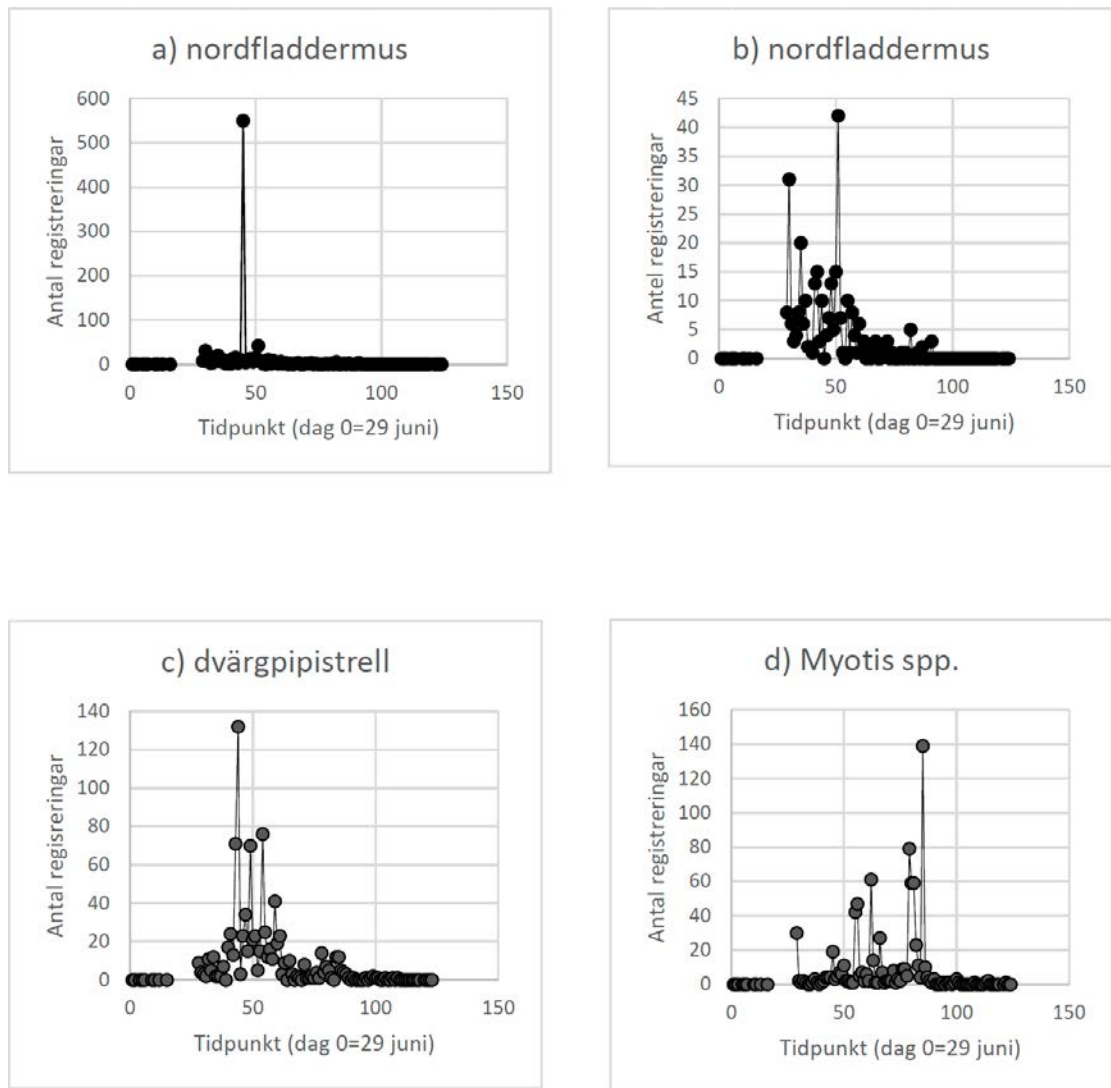 a) nordfladdermus
600
500
400
300
200
100
0
0 50 100 150
Antal registreringar
Tidpunkt (dag 0=29 juni)
b) nordfladdermus
45
40
35
30
25
20
15
10
5
0
0 50 100 150
Antel registreringar
Tidpunkt (dag 0=29 juni)
c) dvärgpipistrell
140
120
100
80
60
40
20
0
0 50 100 150
Antal regisreringar
Tidpunkt (dag 0=29 juni)
d) Myotis spp.
160
140
120
100
80
60
40
20
0
0 50 100 150
Antal registreringar
Tidpunkt (dag 0=29 juni)